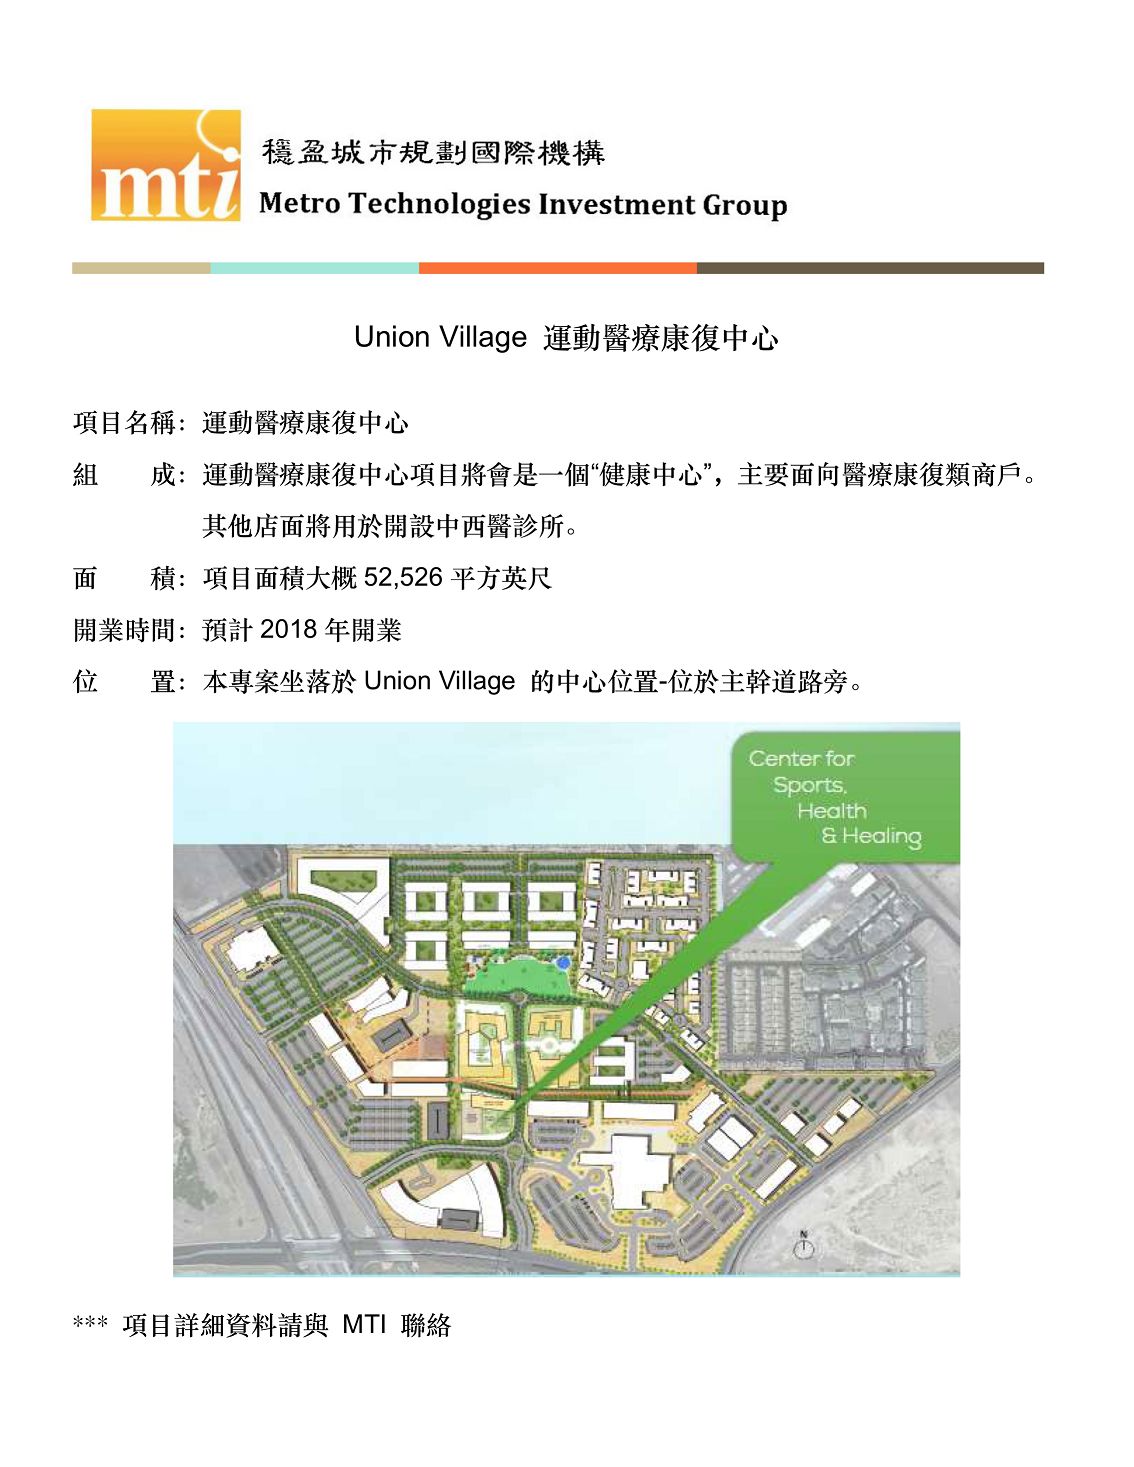 mti
穩盈城市規劃國際機構
Metro Technologies Investment Group
Union Village 運動醫療康復中心
項目名稱：運動醫療康復中心
組　　成：運動醫療康復中心項目將會是一個“健康中心”，主要面向醫療康復類商戶。
其他店面將用於開設中西醫診所。
面　　積：項目面積大概 52,526 平方英尺
開業時間：預計 2018 年開業
位　　置：本專案坐落於 Union Village 的中心位置-位於主幹道路旁。
Center for
Sports,
Health
& Healing
N
*** 項目詳細資料請與 MTI 聯絡